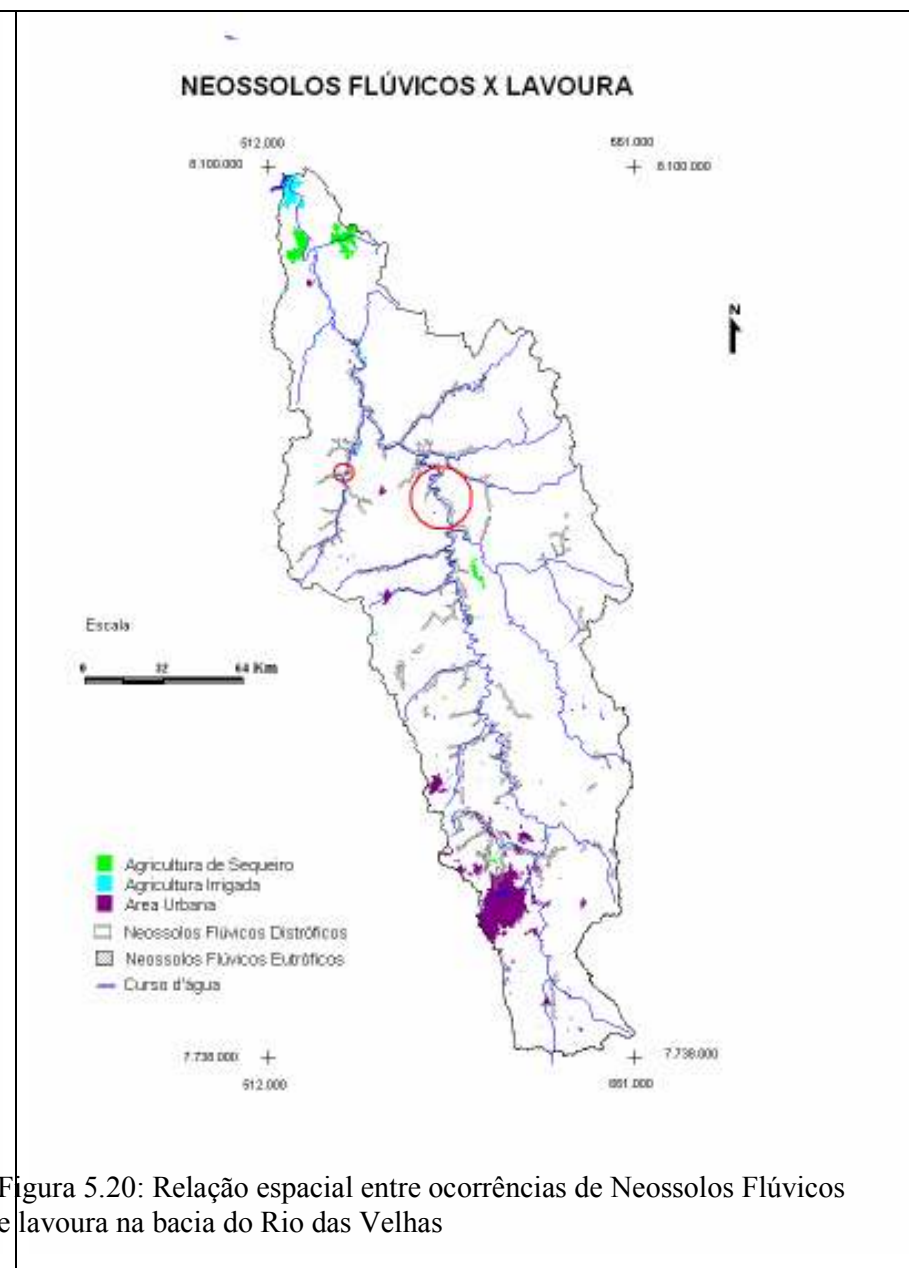 NEOSSOLOS FLÚVICOS X LAVOURA
512.000 661.000
8.100.000 8.100.000
N
Escala
0 32 64 Km
Agricultura de Sequeiro
Agricultura Irrigada
Area Urbana
Neossolos Flúvicos Distróficos
Neossolos Flúvicos Eutróficos
Curso d'água
7.738.000 7.738.000
512.000 661.000
Figura 5.20: Relação espacial entre ocorrências de Neossolos Flúvicos
e lavoura na bacia do Rio das Velhas